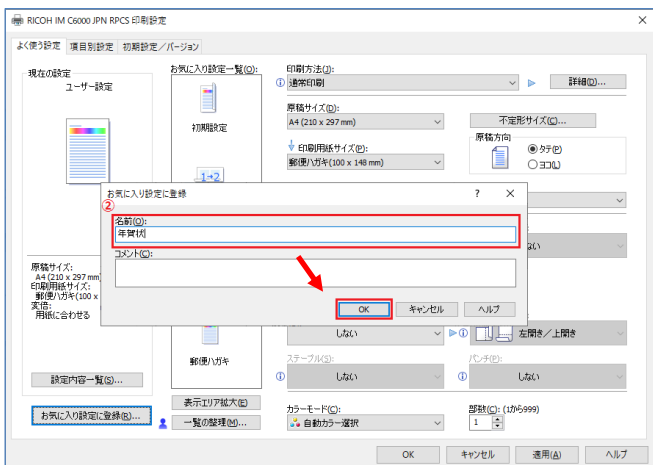 RICOH IM C6000 JPN RPCS 印刷設定
よく使う設定 項目別設定 初期設定／バージョン
現在の設定
ユーザー設定
お気に入り設定一覧(O):
初期設定
1→2
印刷方法(J):
通常印刷
詳細(D)...
原稿サイズ(D):
A4 (210 x 297 mm)
不定形サイズ(C)...
印刷用紙サイズ(P):
郵便ハガキ(100 x 148 mm)
原稿方向
タテ(P)
ヨコ(L)
お気に入り設定に登録 ? ×
②
名前(O):
年賀状
コメント(C):
OK キャンセル ヘルプ
ない
原稿サイズ:
A4 (210 x 297 mm)
印刷用紙サイズ:
郵便ハガキ(100 x
変倍:
用紙に合わせる
設定内容一覧(S)...
お気に入り設定に登録(R)...
郵便ハガキ
表示エリア拡大(E)
一覧の整理(M)...
しない
左開き／上開き
ステープル(S):
しない
パンチ(F):
しない
カラーモード(C):
自動カラー選択
部数(C): (1から999)
1
OK キャンセル 適用(A) ヘルプ